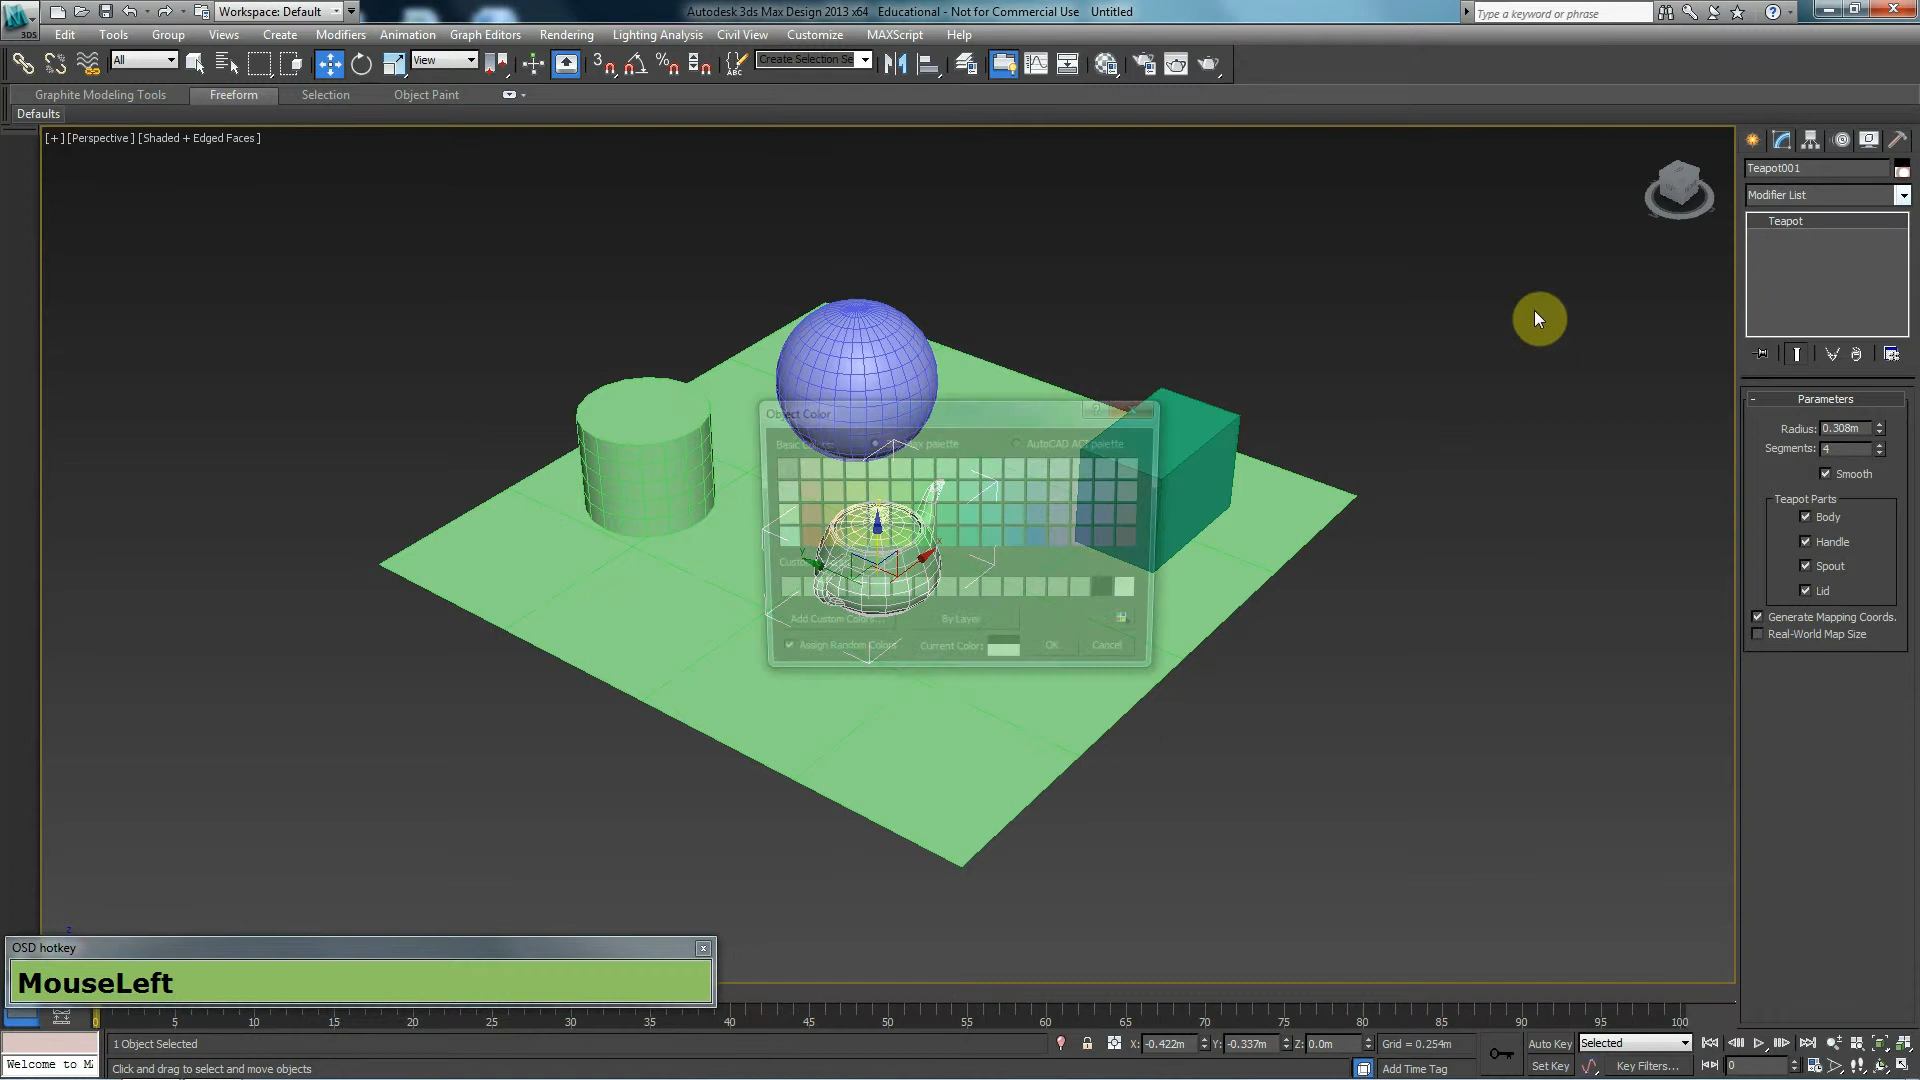 Workspace: Default
Autodesk 3ds Max Design 2013 x64   Educational - Not for Commercial Use   Untitled
Type a keyword or phrase
3DS
Edit Tools Group Views Create Modifiers Animation Graph Editors Rendering Lighting Analysis Civil View Customize MAXScript Help
All
View
3
%
ABC
Create Selection Se
Graphite Modeling Tools Freeform Selection Object Paint
Defaults
[+] [Perspective] [Shaded + Edged Faces]
Teapot001
Modifier List
Teapot
Object Color
AutoCAD ACI palette
Add Custom Colors...
By Layer
Assign Random Colors
Current Color:
OK
Cancel
x
y
z
- Parameters
Radius: 0.308m
Segments: 4
Smooth
Teapot Parts
Body
Handle
Spout
Lid
Generate Mapping Coords.
Real-World Map Size
OSD hotkey
MouseLeft
0 5 10 15 20 25 30 35 40 45 50 55 60 65 70 75 80 85 90 95 100
1 Object Selected
X: -0.422m Y: -0.337m Z: 0.0m
Grid = 0.254m
Auto Key
Selected
Welcome to M
Click and drag to select and move objects
Add Time Tag
Set Key
Key Filters...
0